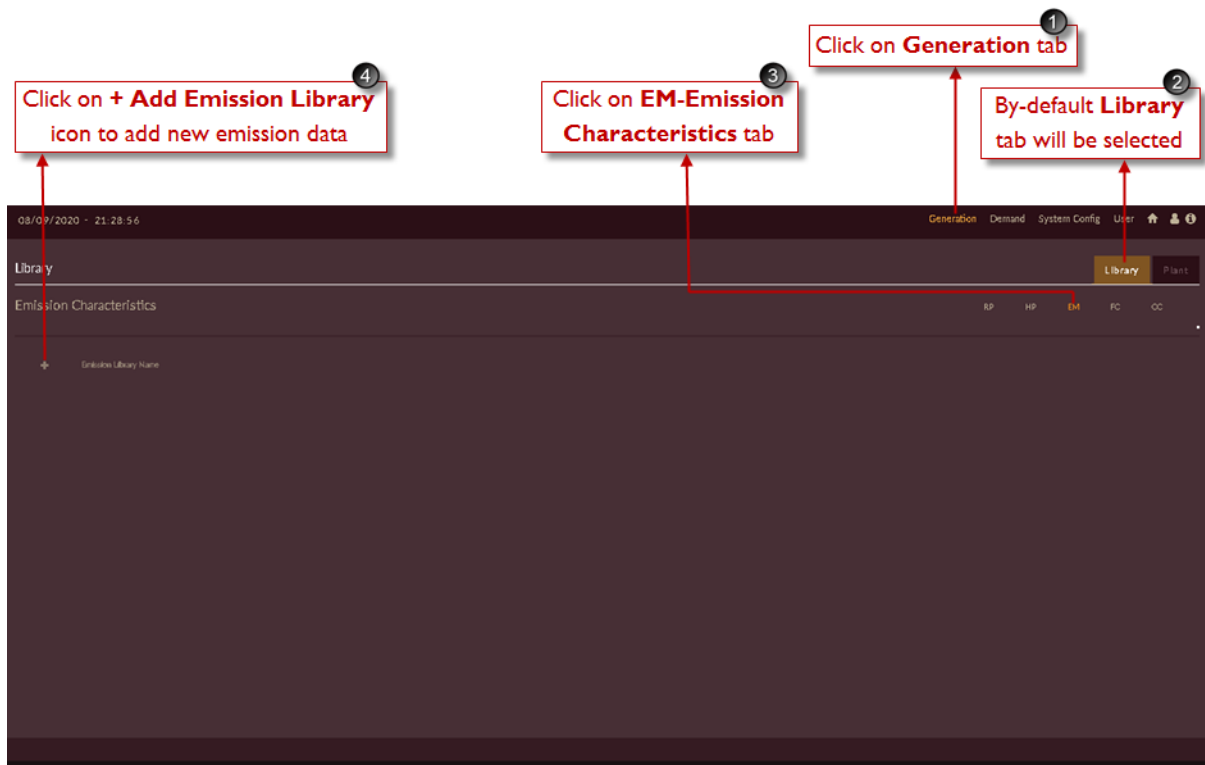 1
Click on Generation tab
4
Click on + Add Emission Library
icon to add new emission data
3
Click on EM-Emission
Characteristics tab
2
By-default Library
tab will be selected
08/09/2020 - 21:28:56
Generation Demand System Config User
Library
Library Plant
Emission Characteristics
RP HP EM FC CC
Emission Library Name